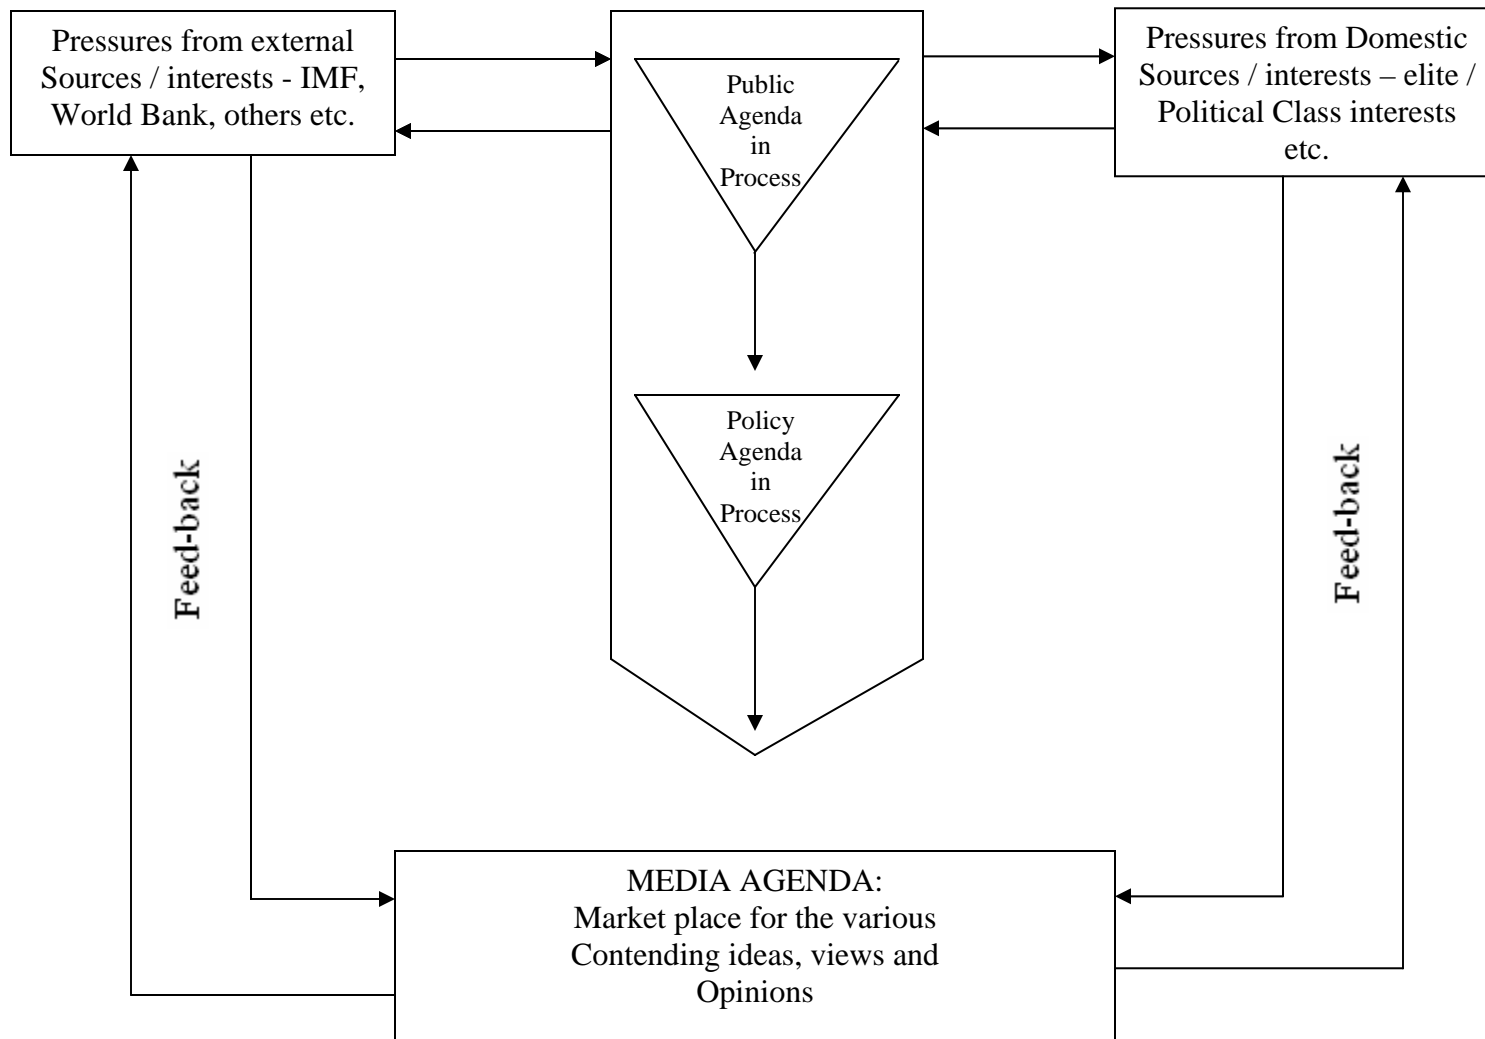 Pressures from external
Sources / interests - IMF,
World Bank, others etc.
Public
Agenda
in
Process
Pressures from Domestic
Sources / interests – elite /
Political Class interests
etc.
Policy
Agenda
in
Process
Feed-back
Feed-back
MEDIA AGENDA:
Market place for the various
Contending ideas, views and
Opinions